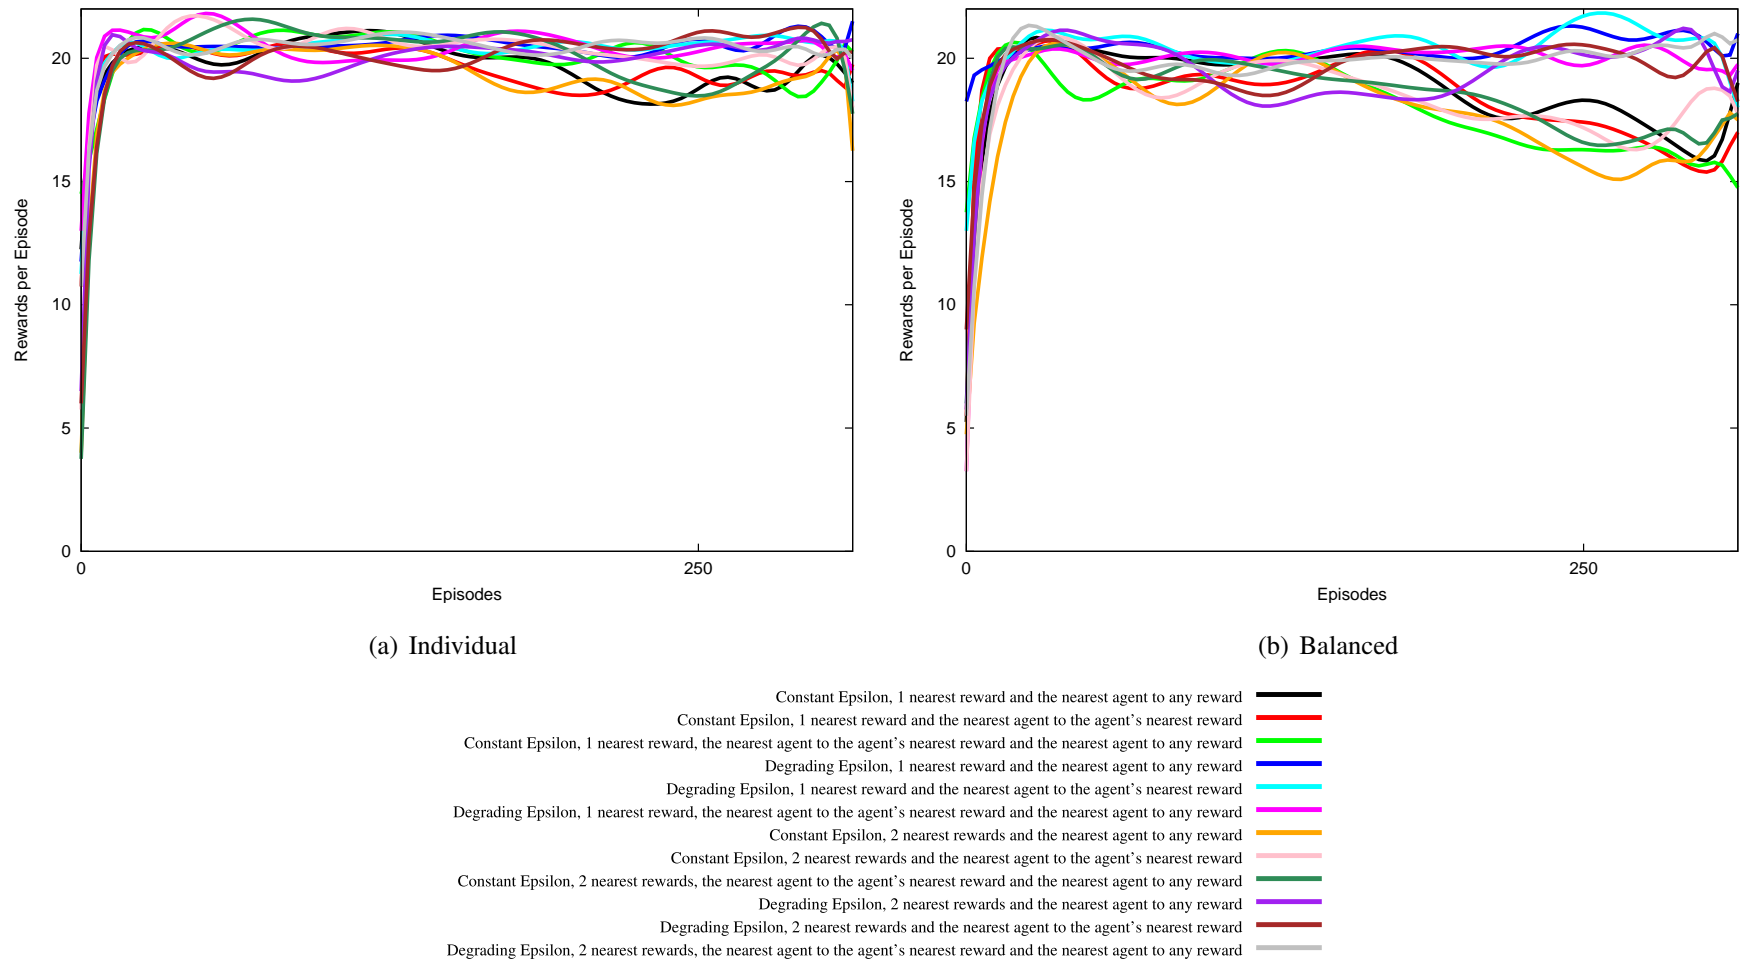 20
15
10
5
0
0
250
Rewards per Episode
Episodes
(a) Individual
20
15
10
5
0
0
250
Rewards per Episode
Episodes
(b) Balanced
Constant Epsilon, 1 nearest reward and the nearest agent to any reward
Constant Epsilon, 1 nearest reward and the nearest agent to the agent's nearest reward
Constant Epsilon, 1 nearest reward, the nearest agent to the agent's nearest reward and the nearest agent to any reward
Degrading Epsilon, 1 nearest reward and the nearest agent to any reward
Degrading Epsilon, 1 nearest reward and the nearest agent to the agent's nearest reward
Degrading Epsilon, 1 nearest reward, the nearest agent to the agent's nearest reward and the nearest agent to any reward
Constant Epsilon, 2 nearest rewards and the nearest agent to any reward
Constant Epsilon, 2 nearest rewards and the nearest agent to the agent's nearest reward
Constant Epsilon, 2 nearest rewards, the nearest agent to the agent's nearest reward and the nearest agent to any reward
Degrading Epsilon, 2 nearest rewards and the nearest agent to any reward
Degrading Epsilon, 2 nearest rewards and the nearest agent to the agent's nearest reward
Degrading Epsilon, 2 nearest rewards, the nearest agent to the agent's nearest reward and the nearest agent to any reward